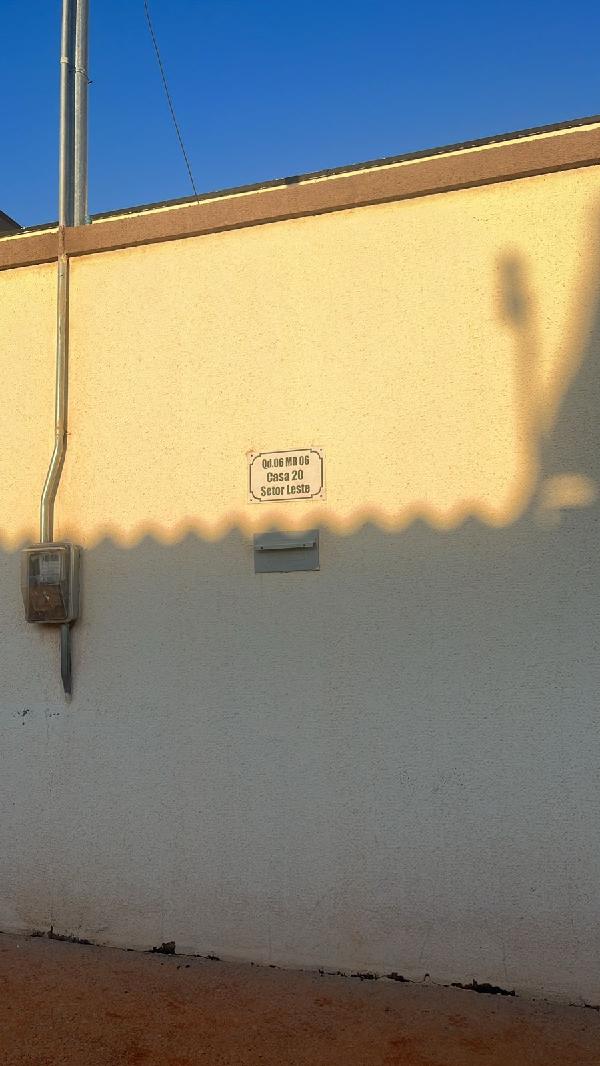 Qd.06 MR 06
Casa 20
Setor Leste